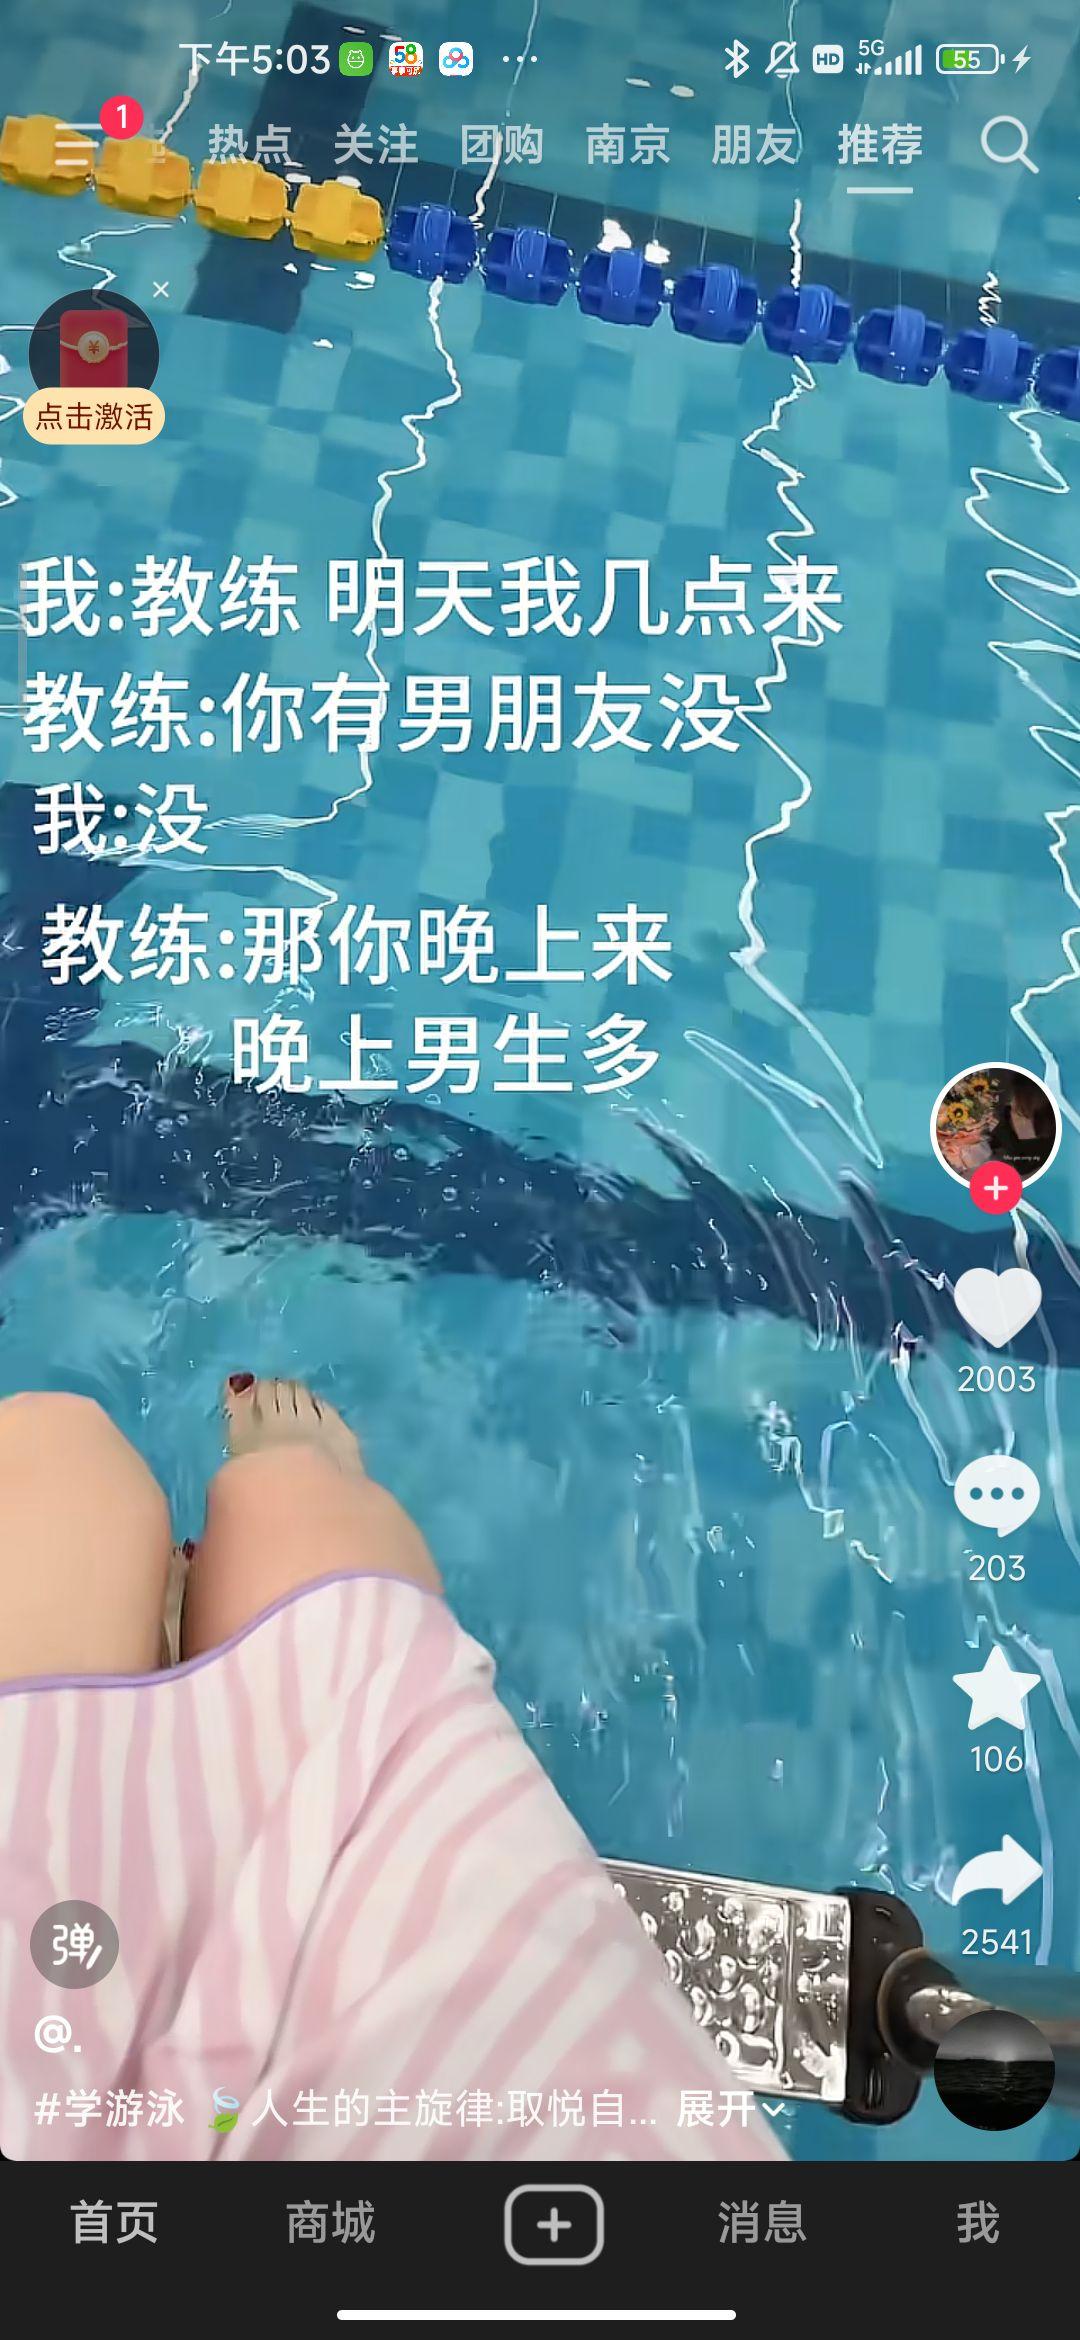 下午5:03
58
...
HD
5G
55
1
热点 关注 团购 南京 朋友 推荐
点击激活
我:教练 明天我几点来
教练:你有男朋友没
我:没
教练:那你晚上来
晚上男生多
2003
203
106
2541
弹
@.
#学游泳 🍃人生的主旋律:取悦自... 展开
首页 商城 消息 我